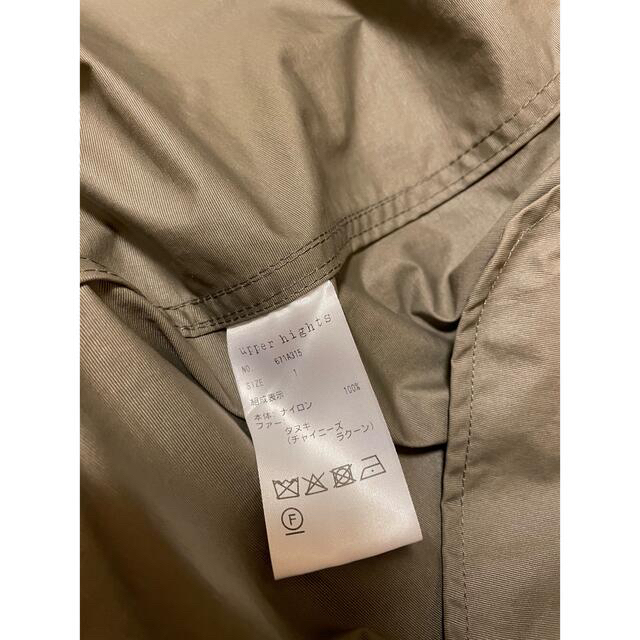 upper hights
NO. 671A315
SIZE 1
組成表示
本体: ナイロン 100%
ファー タヌキ
(チャイニーズ
ラクーン)
F